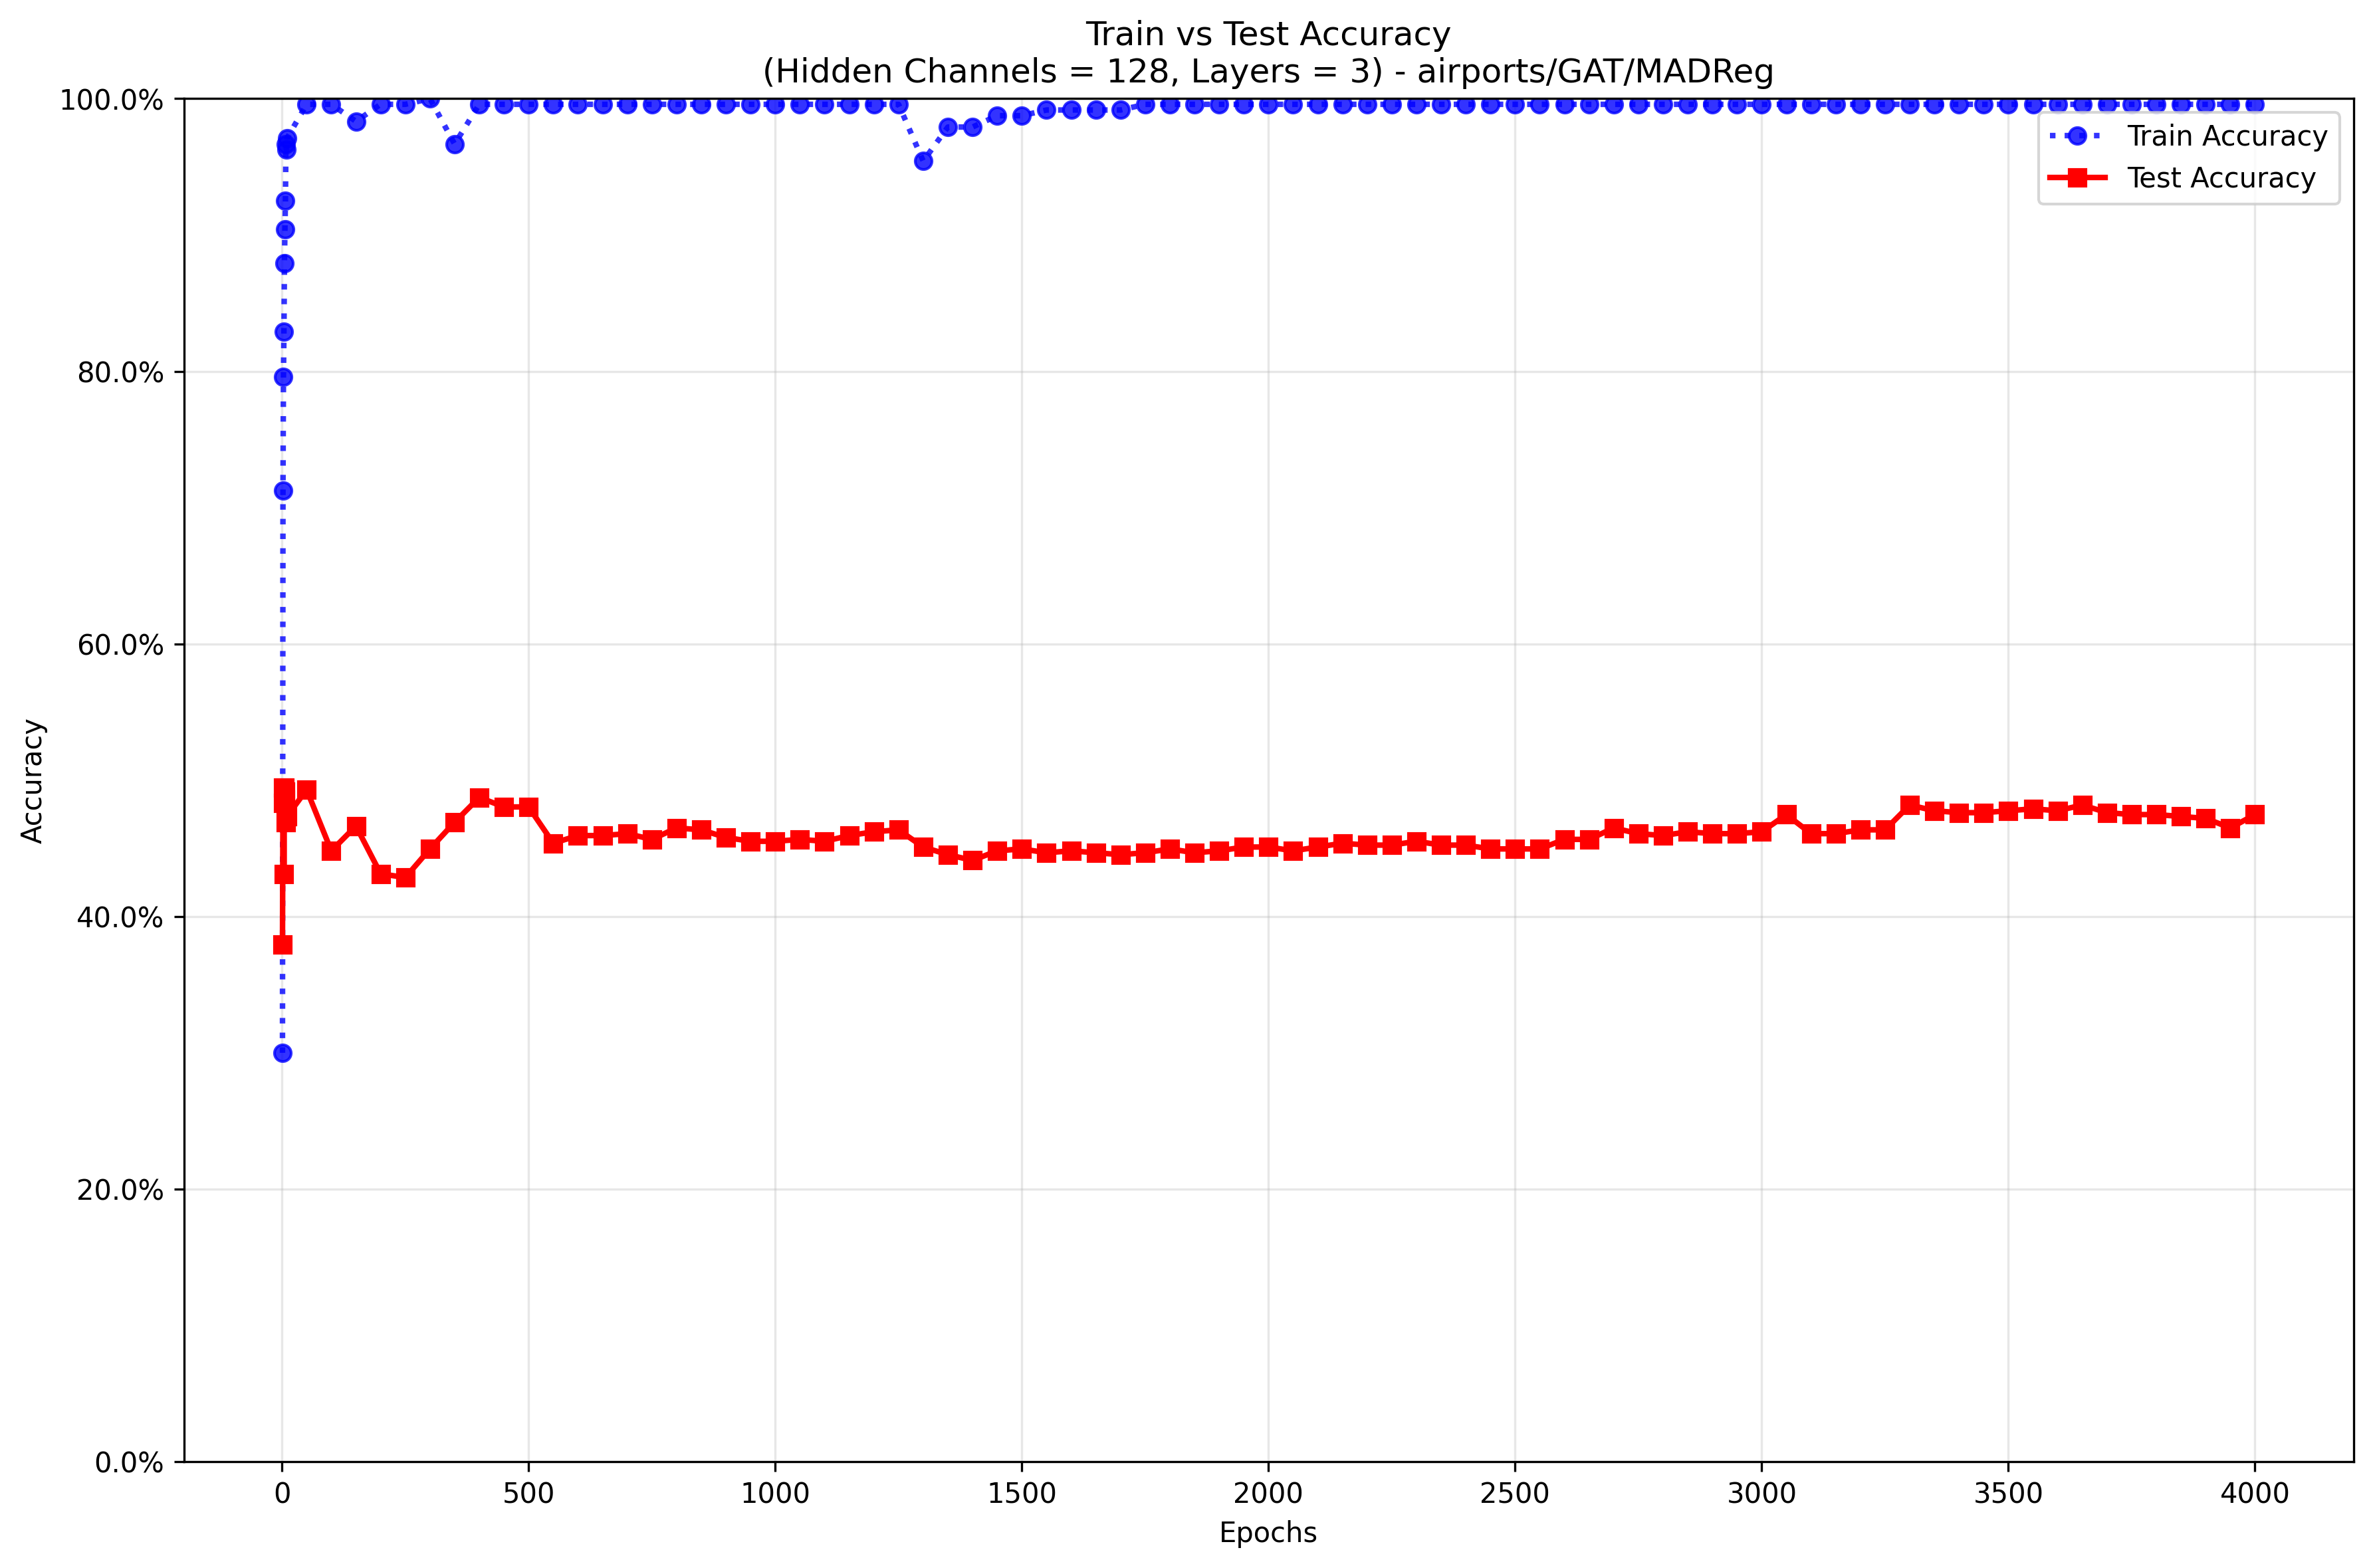 Train vs Test Accuracy
(Hidden Channels = 128, Layers = 3) - airports/GAT/MADReg
100.0%
80.0%
60.0%
40.0%
20.0%
0.0%
Accuracy
Train Accuracy
Test Accuracy
0 500 1000 1500 2000 2500 3000 3500 4000
Epochs